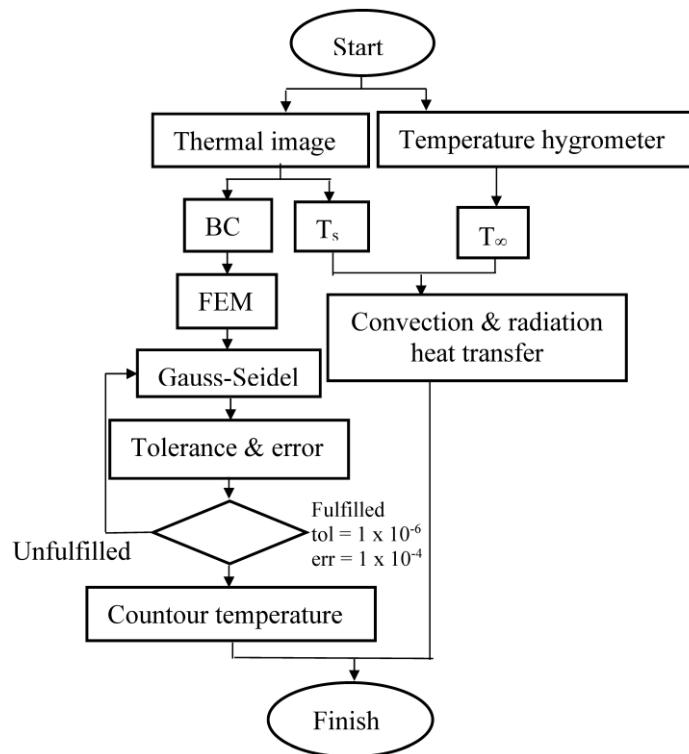 Start
Thermal image
Temperature hygrometer
BC
Tₛ
T∞
FEM
Convection & radiation
heat transfer
Gauss-Seidel
Tolerance & error
Fulfilled
tol = 1 x 10⁻⁶
err = 1 x 10⁻⁴
Unfulfilled
Countour temperature
Finish